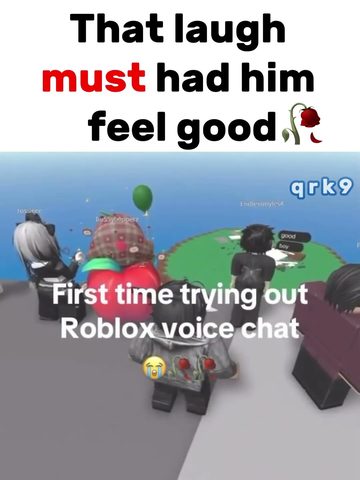 That laugh
must had him
feel good🥀
qrk9
good
boy
First time trying out
Roblox voice chat
😭🥀🥀